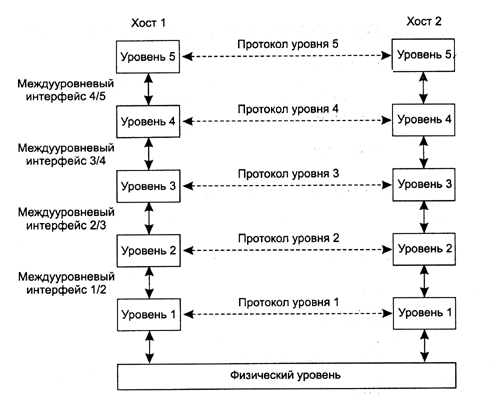 Хост 1
Хост 2
Уровень 5
Протокол уровня 5
Уровень 5
Междууровневый
интерфейс 4/5
Уровень 4
Протокол уровня 4
Уровень 4
Междууровневый
интерфейс 3/4
Уровень 3
Протокол уровня 3
Уровень 3
Междууровневый
интерфейс 2/3
Уровень 2
Протокол уровня 2
Уровень 2
Междууровневый
интерфейс 1/2
Уровень 1
Протокол уровня 1
Уровень 1
Физический уровень